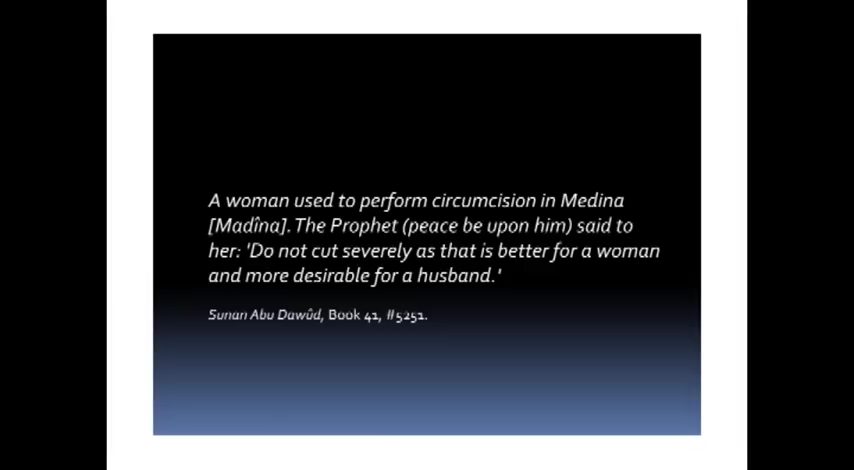 A woman used to perform circumcision in Medina
[Madîna]. The Prophet (peace be upon him) said to
her: 'Do not cut severely as that is better for a woman
and more desirable for a husband.'
Sunan Abu Dawûd, Book 41, #5251.